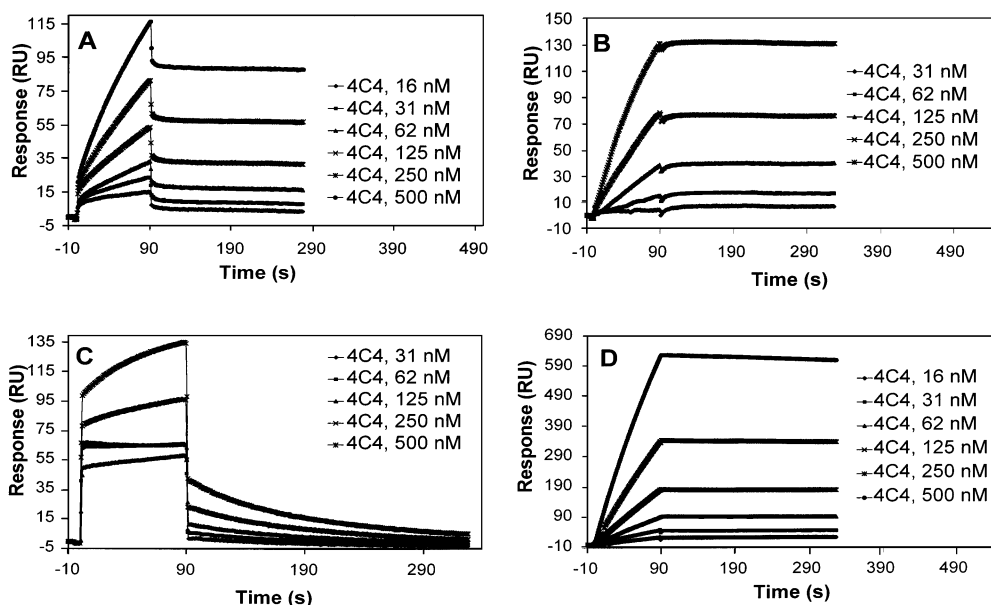 A
Response (RU)
115
95
75
55
35
15
-5
-10
90
190
290
390
490
Time (s)
4C4, 16 nM
4C4, 31 nM
4C4, 62 nM
4C4, 125 nM
4C4, 250 nM
4C4, 500 nM
B
Response (RU)
150
130
110
90
70
50
30
10
-10
-10
90
190
290
390
490
Time (s)
4C4, 31 nM
4C4, 62 nM
4C4, 125 nM
4C4, 250 nM
4C4, 500 nM
C
Response (RU)
135
115
95
75
55
35
15
-5
-10
90
190
290
Time (s)
4C4, 31 nM
4C4, 62 nM
4C4, 125 nM
4C4, 250 nM
4C4, 500 nM
D
Response (RU)
690
590
490
390
290
190
90
-10
-10
90
190
290
390
490
Time (s)
4C4, 16 nM
4C4, 31 nM
4C4, 62 nM
4C4, 125 nM
4C4, 250 nM
4C4, 500 nM